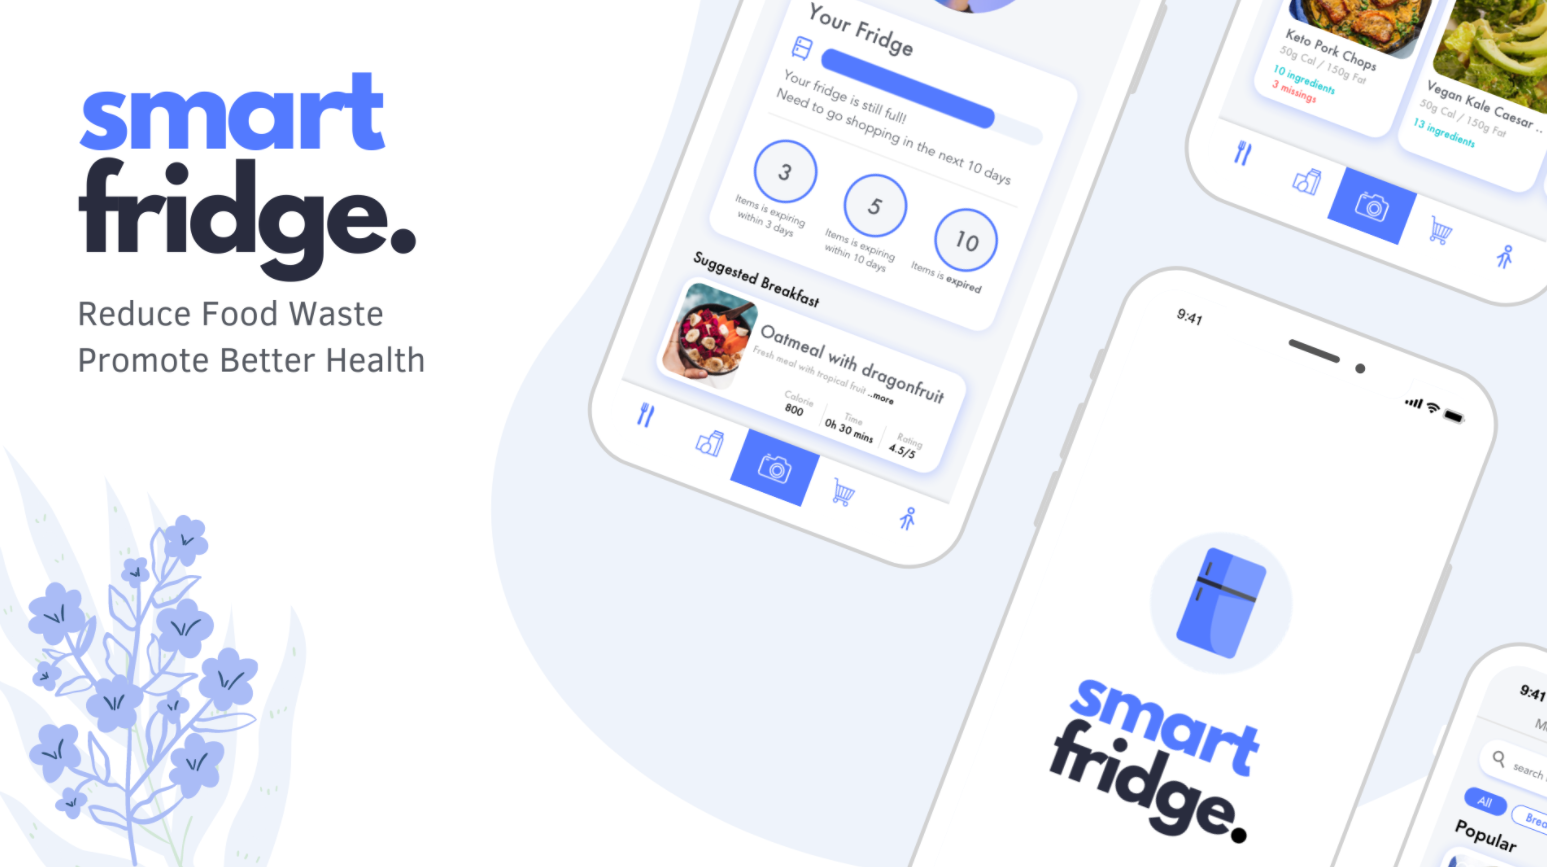 smart
fridge.
Reduce Food Waste
Promote Better Health
Your Fridge
Your fridge is still full!
Need to go shopping in the next 10 days
3
Items is expiring
within 3 days
5
Items is expiring
within 10 days
10
Items is expired
Suggested Breakfast
Oatmeal with dragonfruit
Fresh meal with tropical fruit ...more
Calorie
800
Time
0h 30 mins
Rating
4.5/5
Keto Pork Chops
50g Cal / 150g Fat
10 ingredients
3 missings
Vegan Kale Caesar ..
50g Cal / 150g Fat
13 ingredients
9:41
smart
fridge.
9:41
search
All
Popular